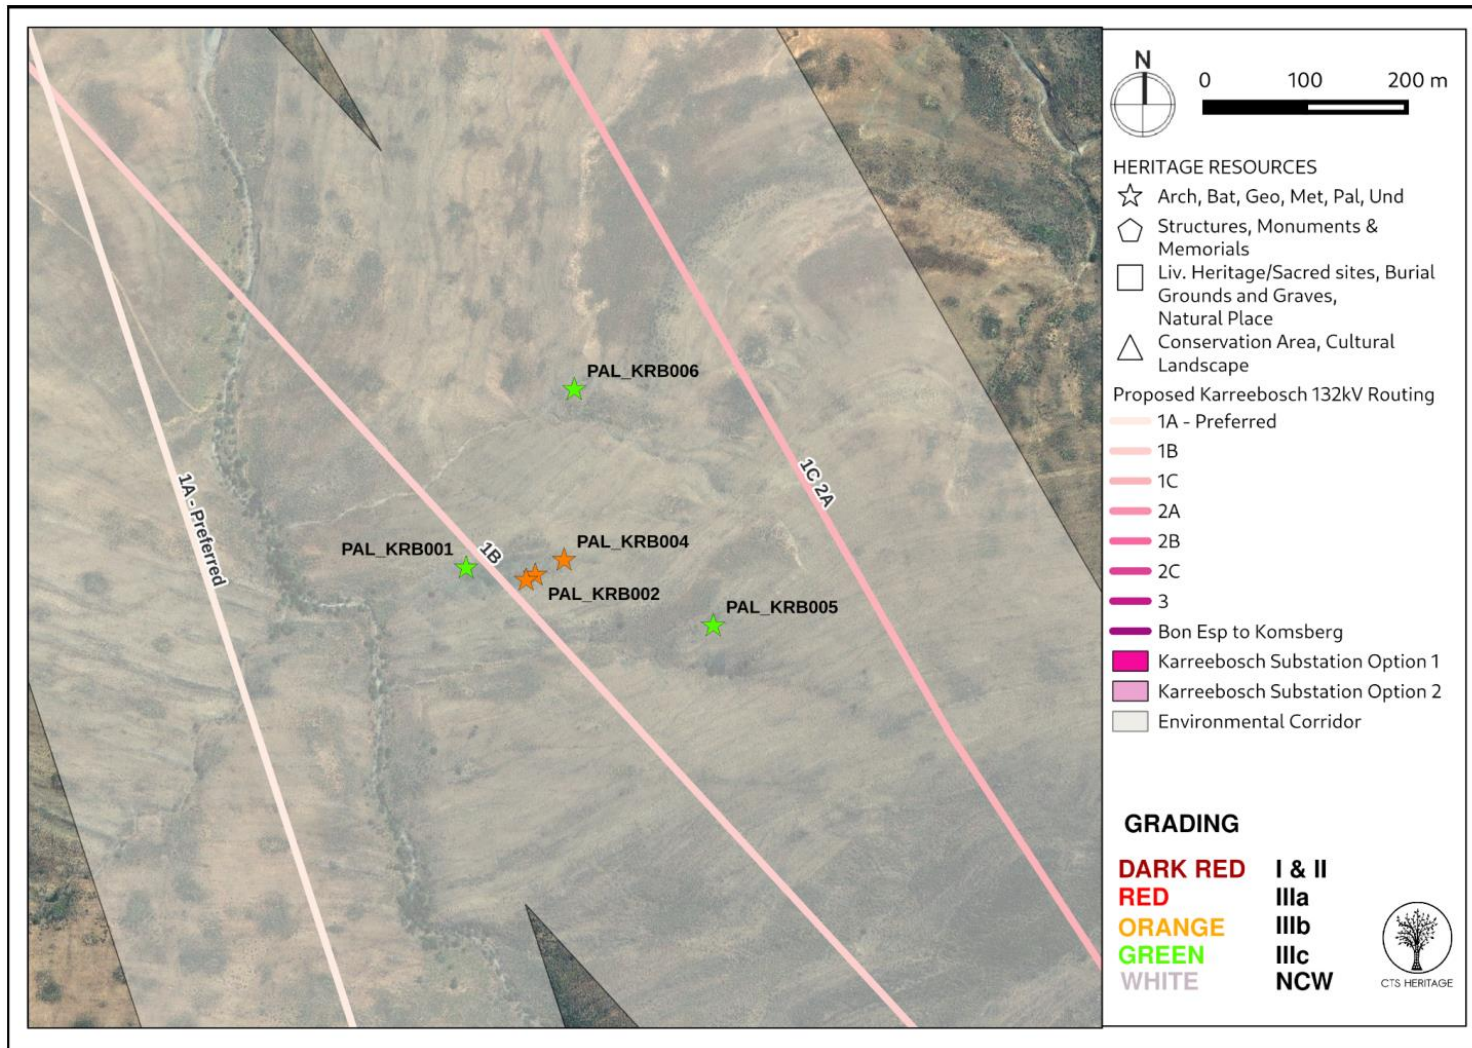 PAL_KRB006
1C 2A
1A - Preferred
PAL_KRB001
1B
PAL_KRB004
PAL_KRB002
PAL_KRB005
N
0 100 200 m
HERITAGE RESOURCES
Arch, Bat, Geo, Met, Pal, Und
Structures, Monuments &
Memorials
Liv. Heritage/Sacred sites, Burial
Grounds and Graves,
Natural Place
Conservation Area, Cultural
Landscape
Proposed Karreebosch 132kV Routing
1A - Preferred
1B
1C
2A
2B
2C
3
Bon Esp to Komsberg
Karreebosch Substation Option 1
Karreebosch Substation Option 2
Environmental Corridor
GRADING
DARK RED I & II
RED IIIa
ORANGE IIIb
GREEN IIIc
WHITE NCW
CTS HERITAGE